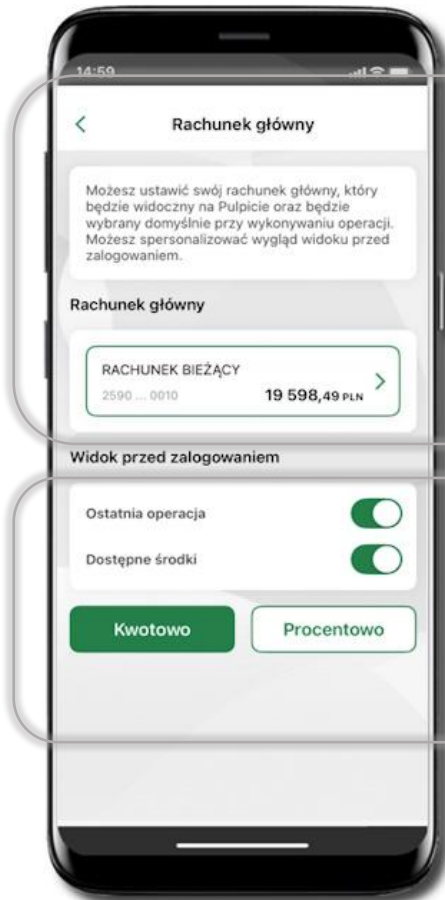 14:59
Rachunek główny
Możesz ustawić swój rachunek główny, który
będzie widoczny na Pulpicie oraz będzie
wybrany domyślnie przy wykonywaniu operacji.
Możesz spersonalizować wygląd widoku przed
zalogowaniem.
Rachunek główny
RACHUNEK BIEŻĄCY
2590 ... 0010 19 598,49 PLN
Widok przed zalogowaniem
Ostatnia operacja
Dostępne środki
Kwotowo Procentowo